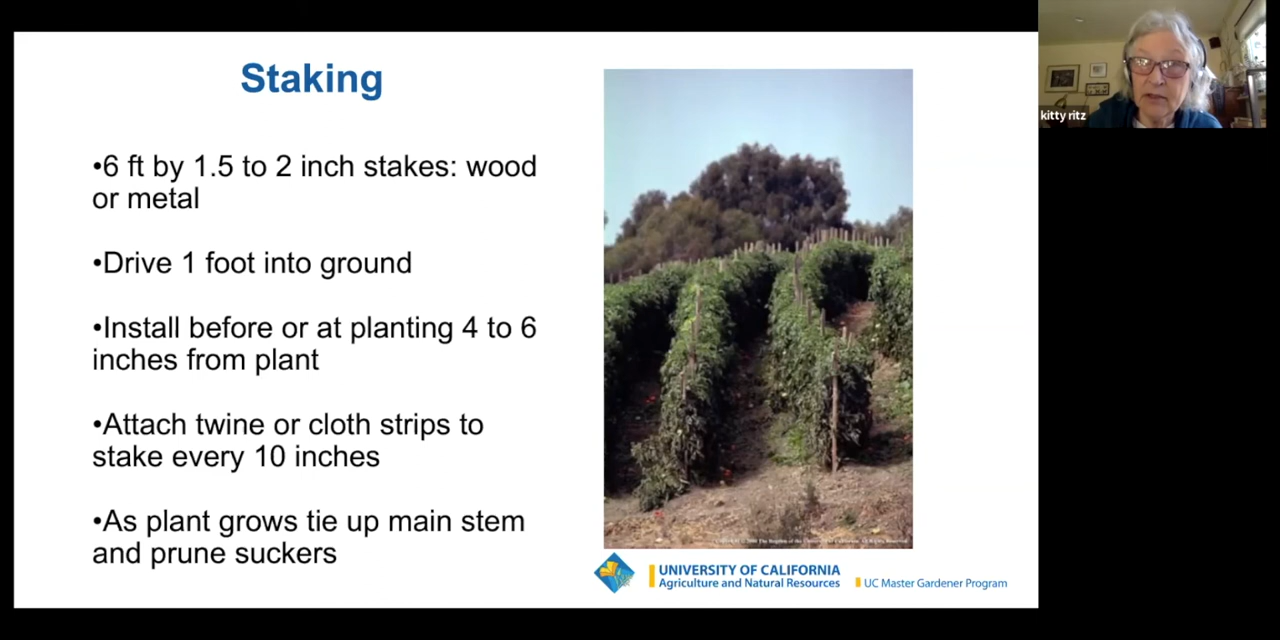 Staking
•6 ft by 1.5 to 2 inch stakes: wood
or metal
•Drive 1 foot into ground
•Install before or at planting 4 to 6
inches from plant
•Attach twine or cloth strips to
stake every 10 inches
•As plant grows tie up main stem
and prune suckers
UNIVERSITY OF CALIFORNIA
Agriculture and Natural Resources
UC Master Gardener Program
kitty ritz